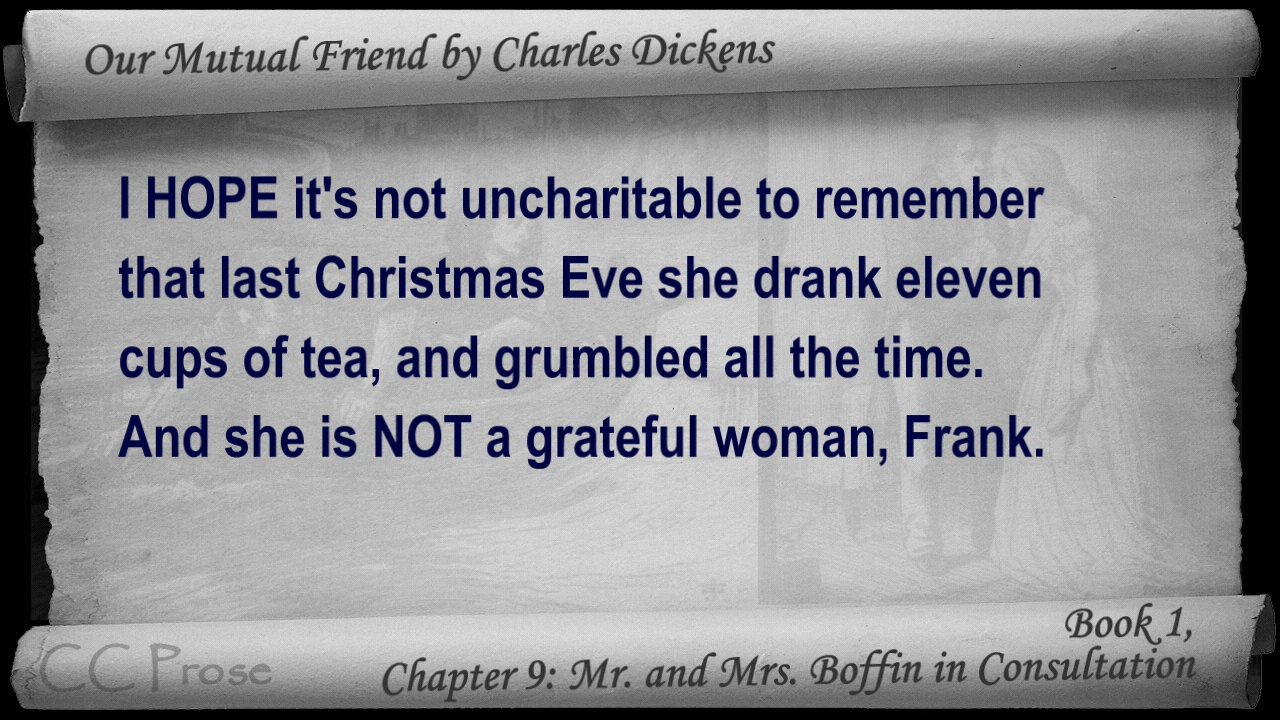 Our Mutual Friend by Charles Dickens
I HOPE it's not uncharitable to remember
that last Christmas Eve she drank eleven
cups of tea, and grumbled all the time.
And she is NOT a grateful woman, Frank.
Book 1,
Chapter 9: Mr. and Mrs. Boffin in Consultation
CC Prose